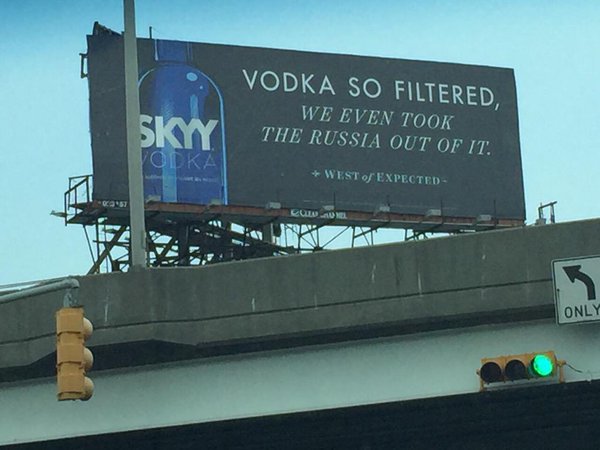 SKYY
VODKA
VODKA SO FILTERED,
WE EVEN TOOK
THE RUSSIA OUT OF IT.
WEST of EXPECTED
ONLY